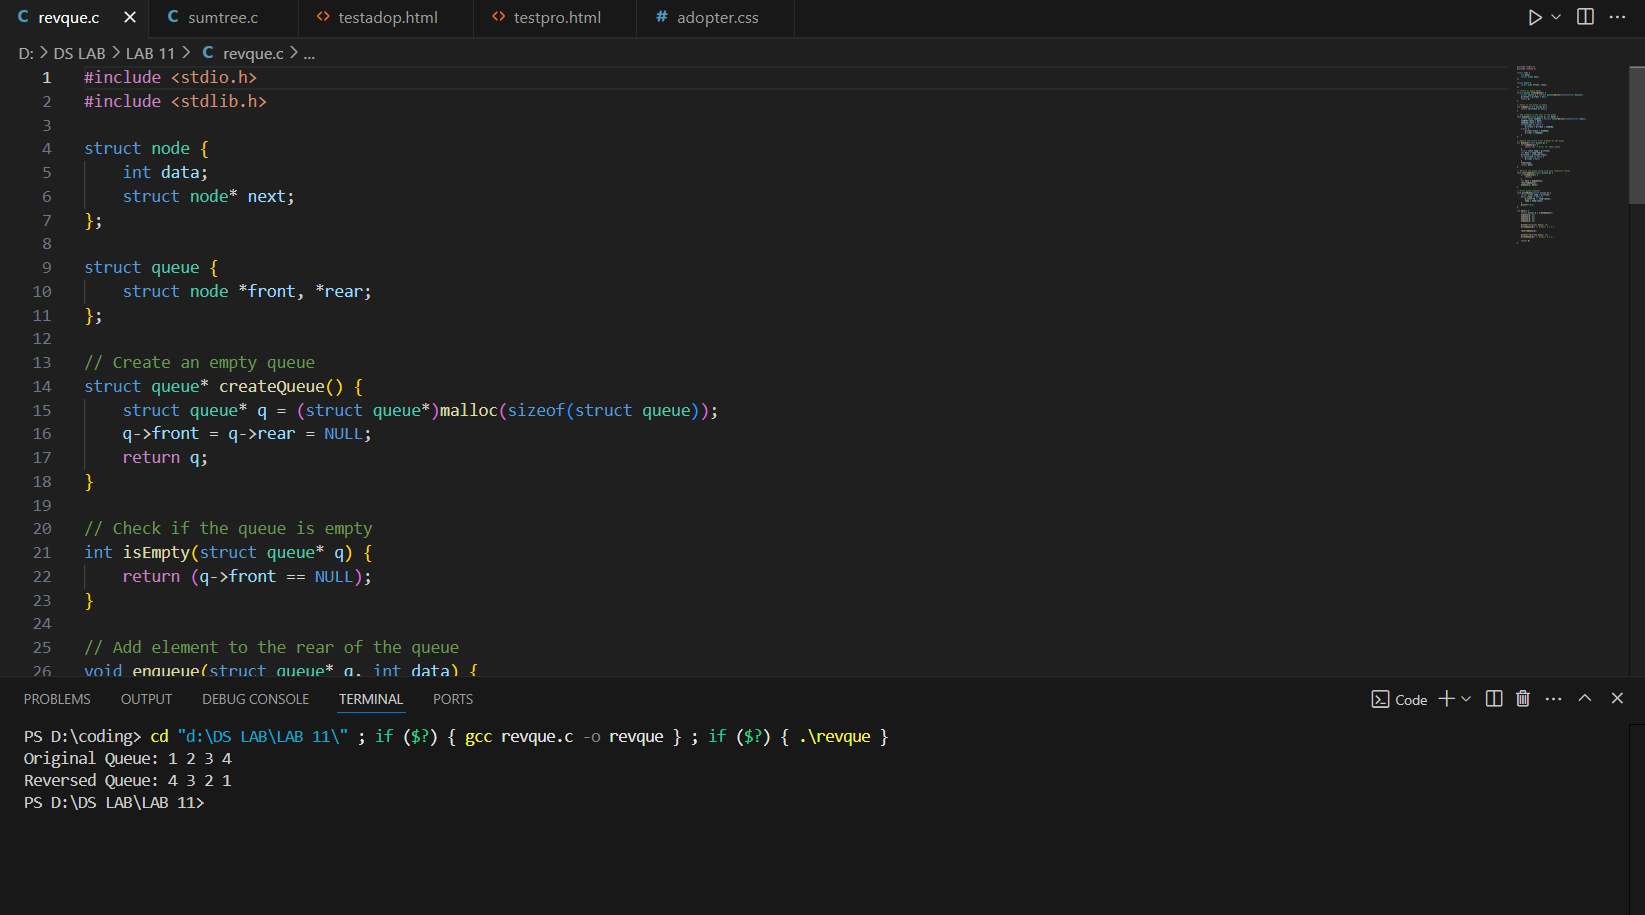 C revque.c
C sumtree.c
<> testadop.html
<> testpro.html
# adopter.css
D: > DS LAB > LAB 11 > C revque.c > ...
1 #include <stdio.h>
2 #include <stdlib.h>
3
4 struct node {
5     int data;
6     struct node* next;
7 };
8
9 struct queue {
10     struct node *front, *rear;
11 };
12
13 // Create an empty queue
14 struct queue* createQueue() {
15     struct queue* q = (struct queue*)malloc(sizeof(struct queue));
16     q->front = q->rear = NULL;
17     return q;
18 }
19
20 // Check if the queue is empty
21 int isEmpty(struct queue* q) {
22     return (q->front == NULL);
23 }
24
25 // Add element to the rear of the queue
26 void enqueue(struct queue* q, int data) {
PROBLEMS OUTPUT DEBUG CONSOLE TERMINAL PORTS
Code
PS D:\coding> cd "d:\DS LAB\LAB 11\" ; if ($?) { gcc revque.c -o revque } ; if ($?) { .\revque }
Original Queue: 1 2 3 4
Reversed Queue: 4 3 2 1
PS D:\DS LAB\LAB 11>